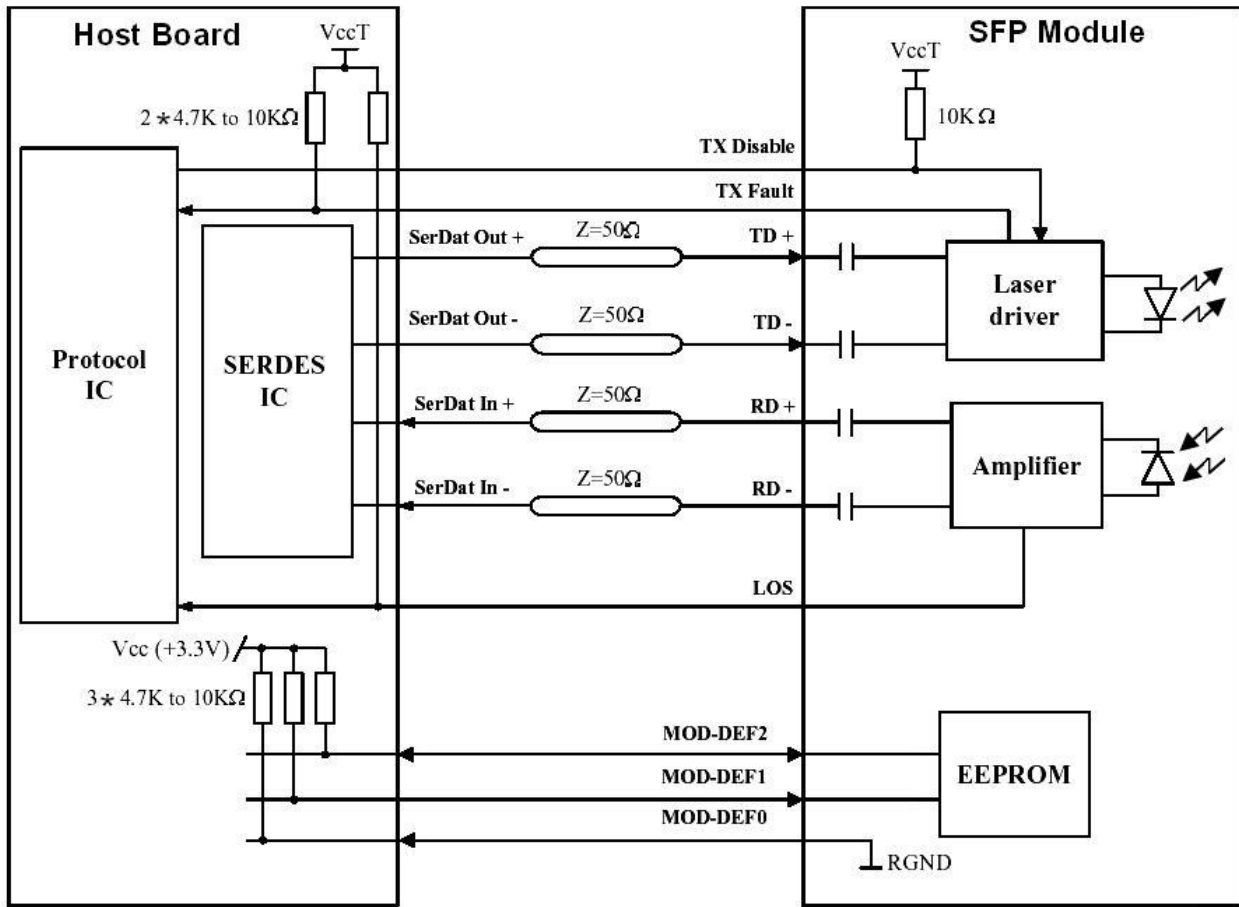 Host Board
SFP Module
VccT
VccT
2*4.7K to 10KΩ
10KΩ
TX Disable
TX Fault
SerDat Out +
Z=50Ω
TD +
SerDat Out -
Z=50Ω
TD -
Laser
driver
Protocol
IC
SERDES
IC
SerDat In +
Z=50Ω
RD +
SerDat In -
Z=50Ω
RD -
Amplifier
LOS
Vcc (+3.3V)
3*4.7K to 10KΩ
MOD-DEF2
MOD-DEF1
MOD-DEF0
EEPROM
RGND